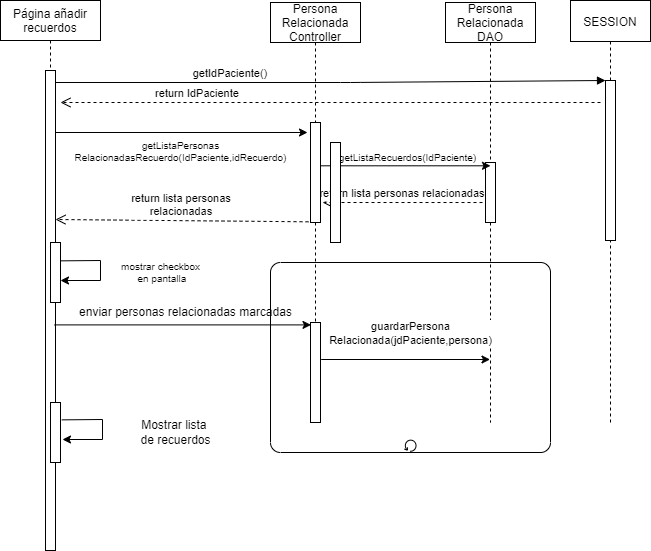 Página añadir
recuerdos
Persona
Relacionada
Controller
Persona
Relacionada
DAO
SESSION
getIdPaciente()
return IdPaciente
getListaPersonas
RelacionadasRecuerdo(IdPaciente,idRecuerdo)
getListaRecuerdos(IdPaciente)
return lista personas relacionadas
return lista personas
relacionadas
mostrar checkbox
en pantalla
enviar personas relacionadas marcadas
guardarPersona
Relacionada(jdPaciente,persona)
Mostrar lista
de recuerdos